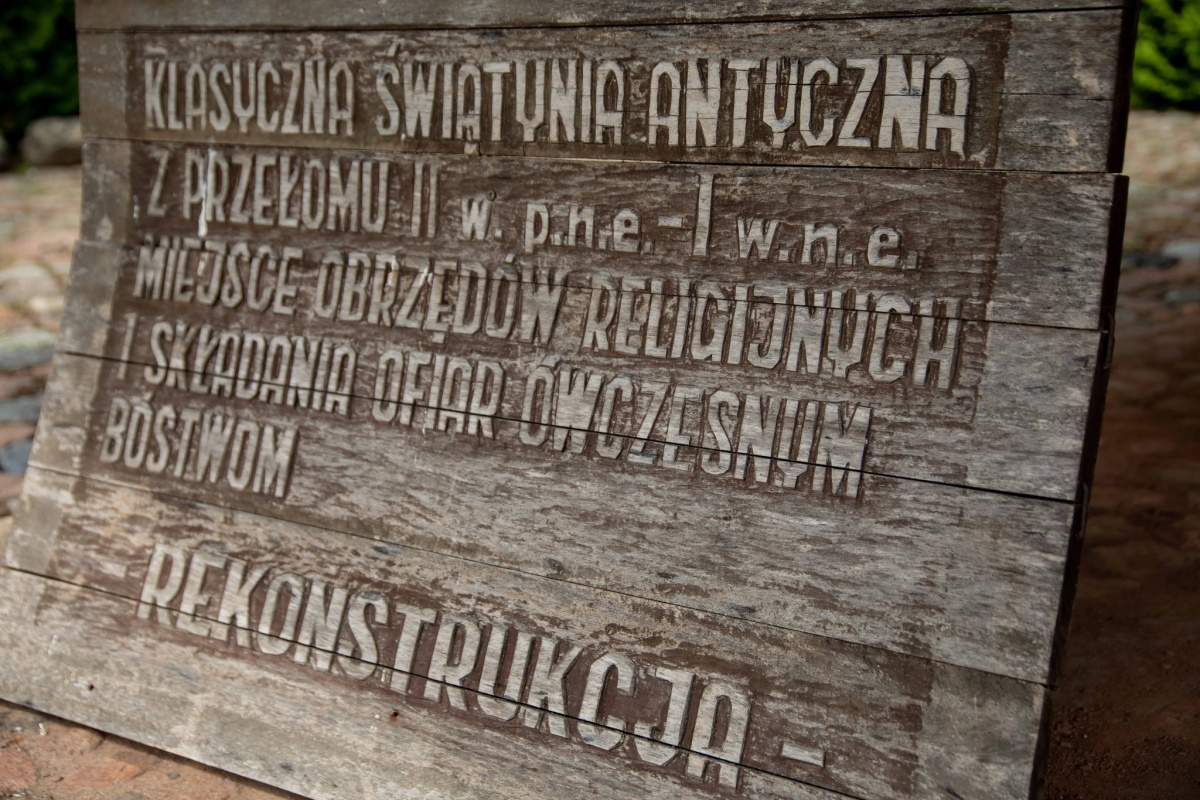 KLASYCZNA ŚWIĄTYNIA ANTYCZNA
Z PRZEŁOMU II w. p.n.e.-I w.n.e.
MIEJSCE OBRZĘDÓW RELIGIJNYCH
I SKŁADANIA OFIAR ÓWCZESNYM
BÓSTWOM
- REKONSTRUKCJA -